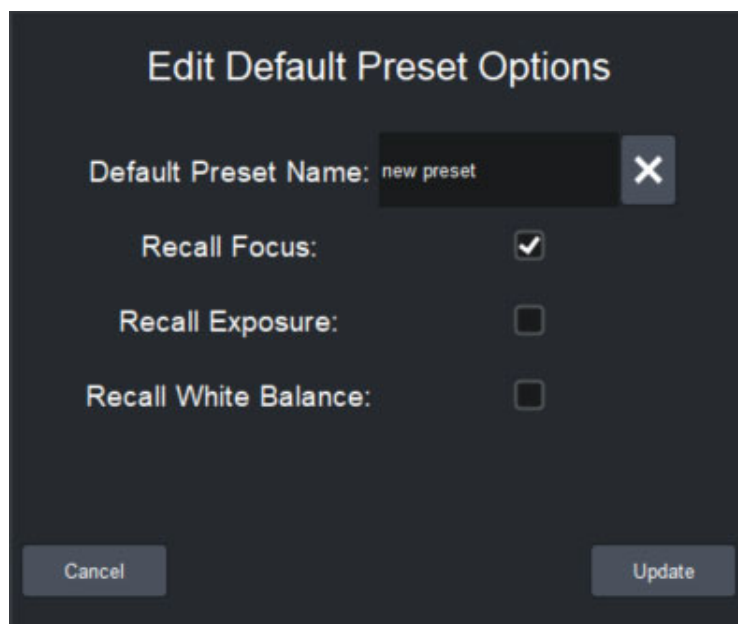 Edit Default Preset Options
Default Preset Name: new preset
Recall Focus:
Recall Exposure:
Recall White Balance:
Cancel Update